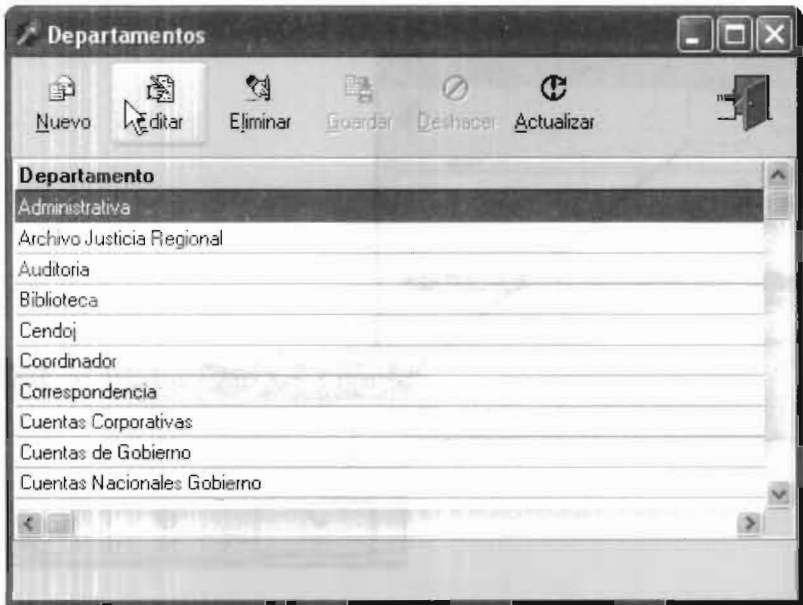 Departamentos
Nuevo Editar Eliminar Guardar Deshacer Actualizar
Departamento
Administrativa
Archivo Justicia Regional
Auditoria
Biblioteca
Cendoj
Coordinador
Correspondencia
Cuentas Corporativas
Cuentas de Gobierno
Cuentas Nacionales Gobierno